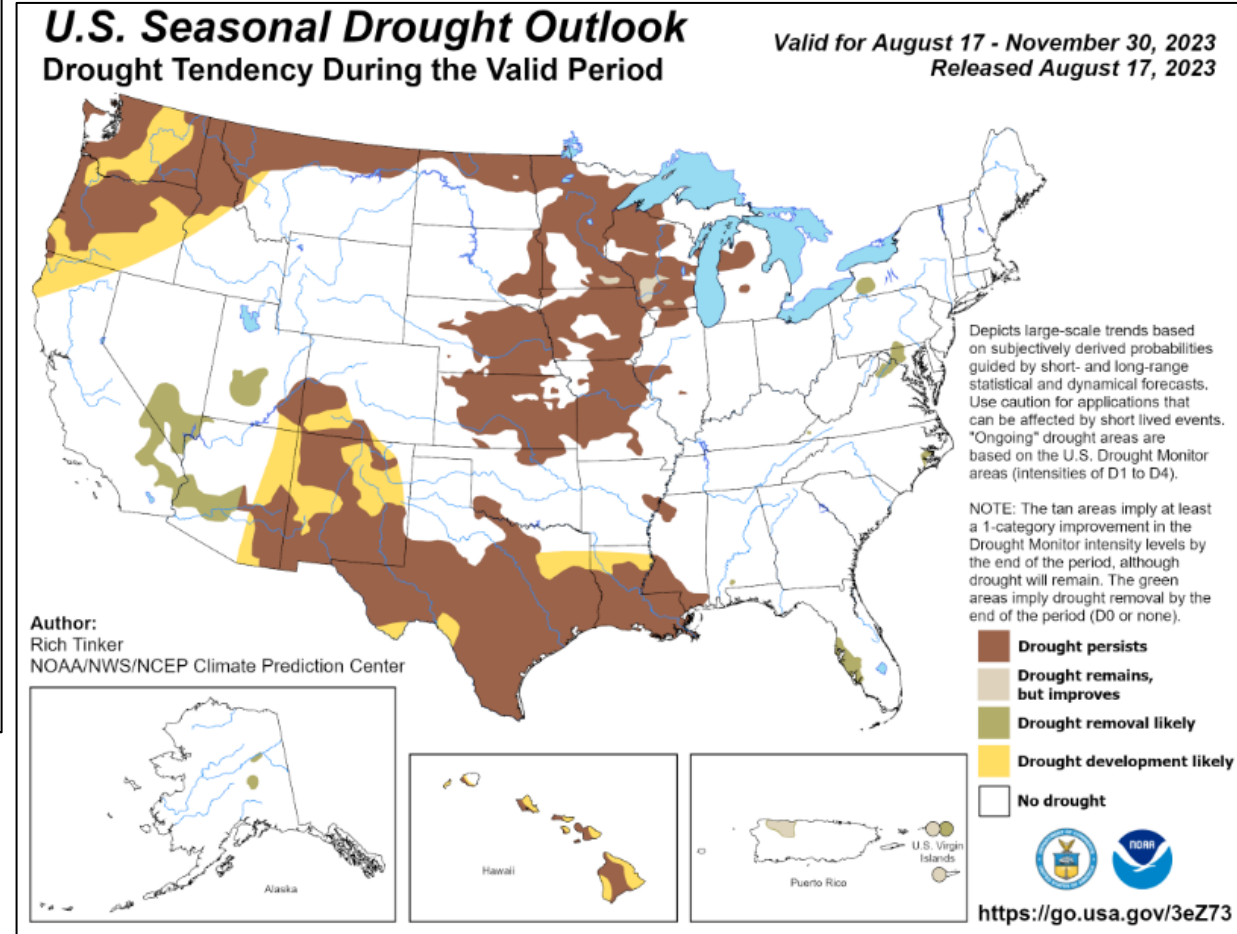 U.S. Seasonal Drought Outlook
Drought Tendency During the Valid Period
Valid for August 17 - November 30, 2023
Released August 17, 2023
Depicts large-scale trends based
on subjectively derived probabilities
guided by short- and long-range
statistical and dynamical forecasts.
Use caution for applications that
can be affected by short lived events.
"Ongoing" drought areas are
based on the U.S. Drought Monitor
areas (intensities of D1 to D4).
NOTE: The tan areas imply at least
a 1-category improvement in the
Drought Monitor intensity levels by
the end of the period, although
drought will remain. The green
areas imply drought removal by the
end of the period (D0 or none).
Author:
Rich Tinker
NOAA/NWS/NCEP Climate Prediction Center
Drought persists
Drought remains,
but improves
Drought removal likely
Drought development likely
No drought
Alaska
Hawaii
Puerto Rico
U.S. Virgin
Islands
NOAA
https://go.usa.gov/3eZ73